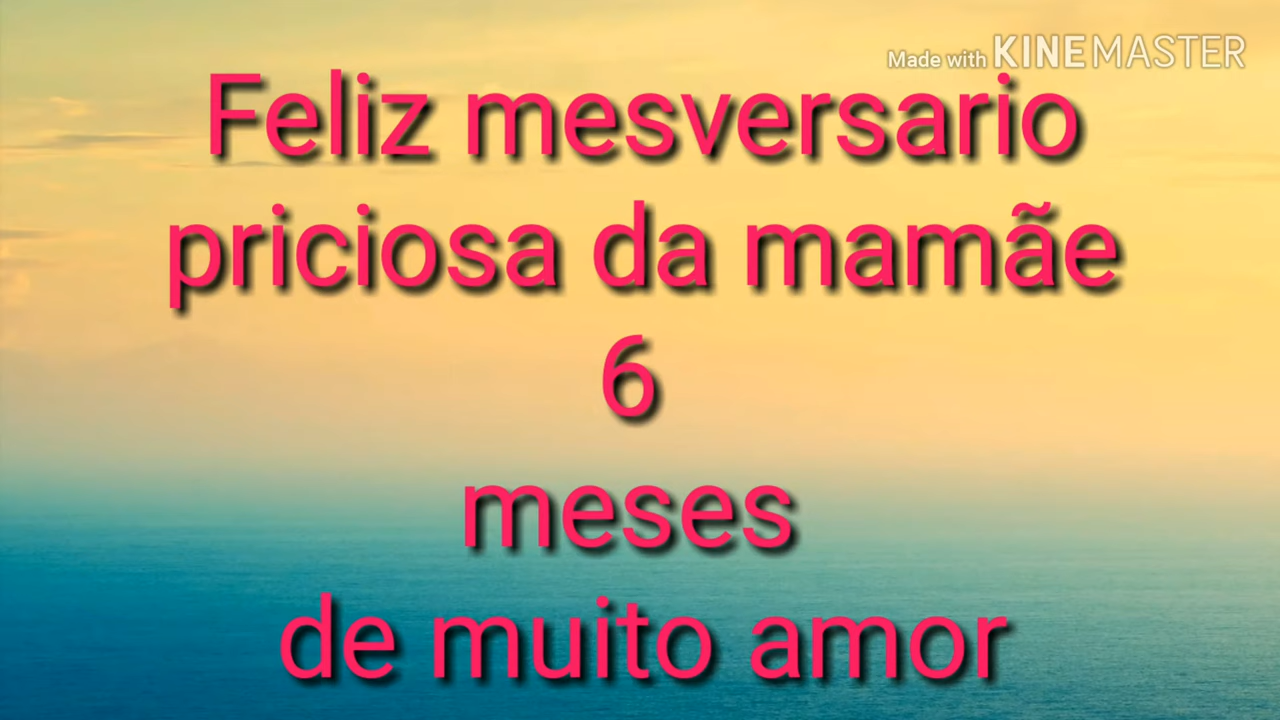 Made with KINEMASTER
Feliz mesversario
priciosa da mamãe
6
meses
de muito amor